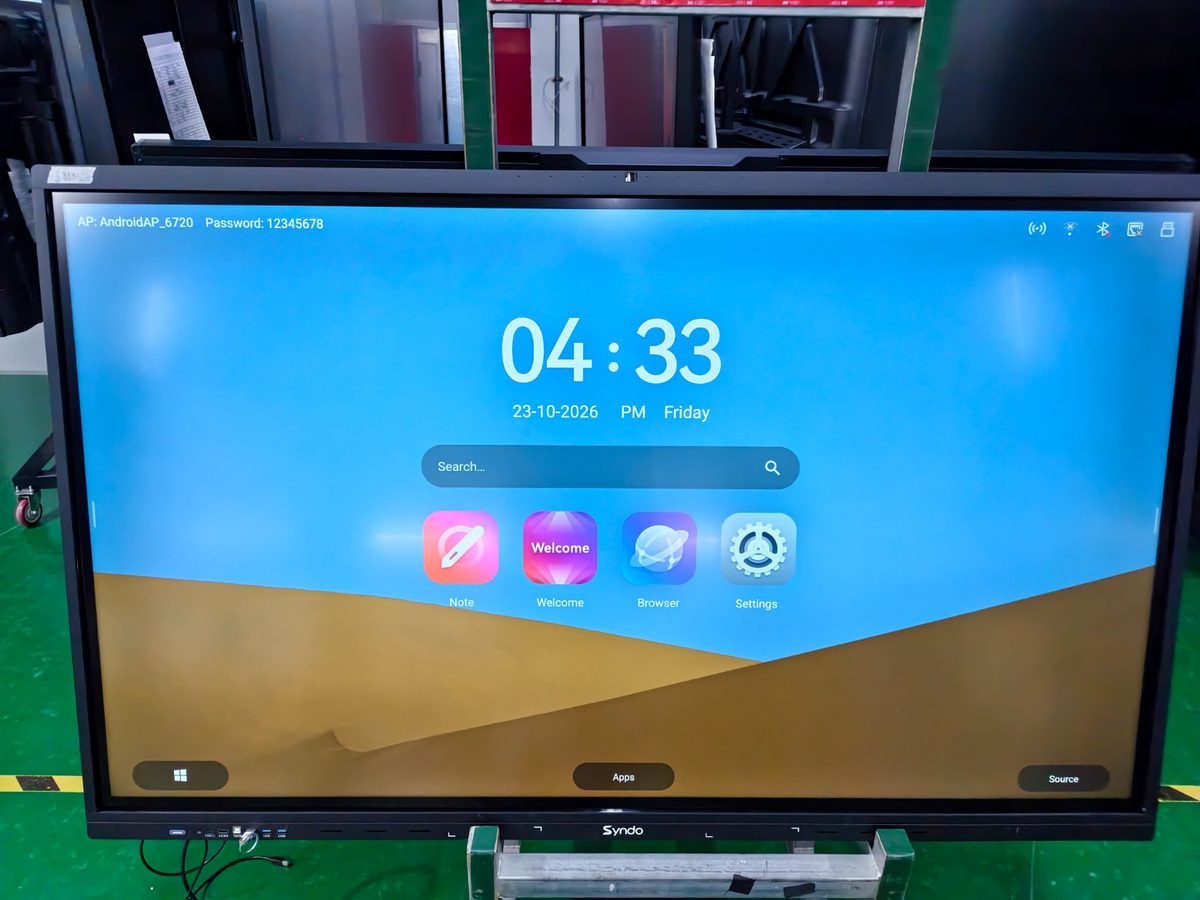 AP: AndroidAP_6720 Password: 12345678
04:33
23-10-2026 PM Friday
Search...
Welcome
Note Welcome Browser Settings
Apps
Source
Syndo